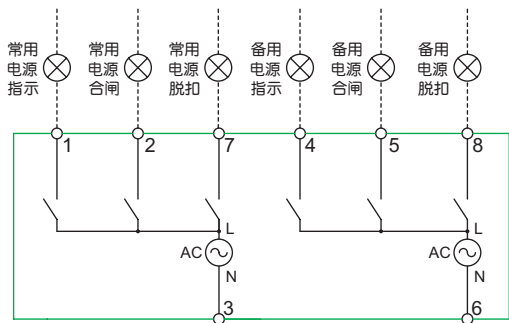 常用 常用 常用 备用 备用 备用
电源 电源 电源 电源 电源 电源
指示 合闸 脱扣 指示 合闸 脱扣
1 2 7 4 5 8
L L
AC AC
N N
3 6